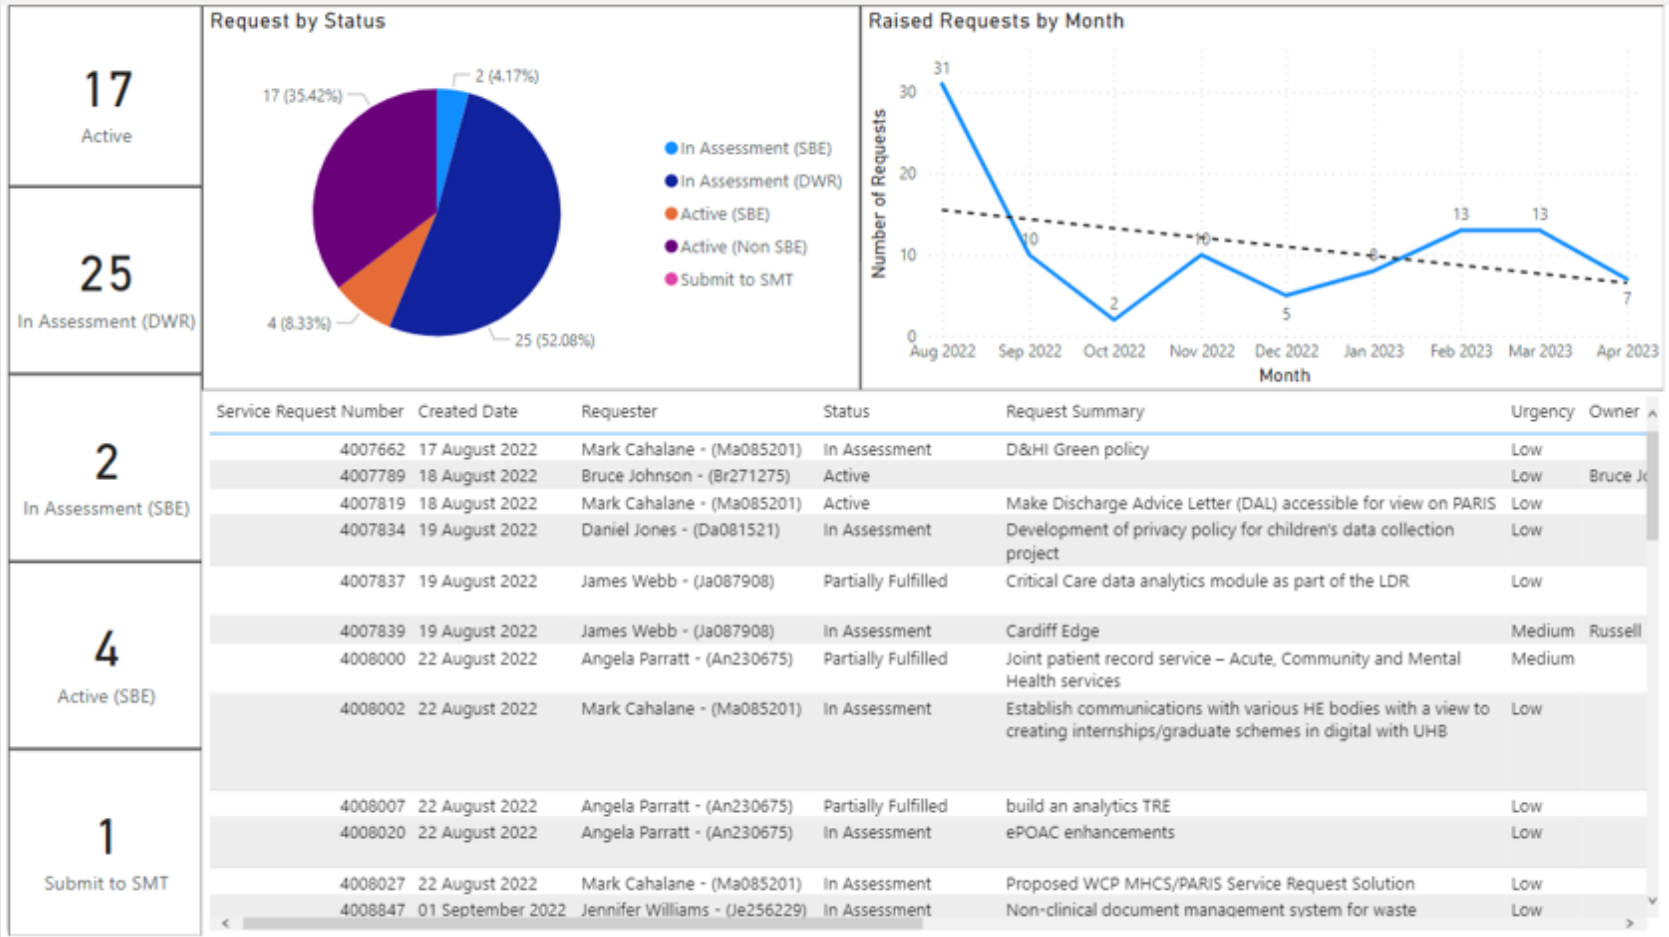 17
Active
25
In Assessment (DWR)
2
In Assessment (SBE)
4
Active (SBE)
1
Submit to SMT
Request by Status
2 (4.17%)
17 (35.42%)
4 (8.33%)
25 (52.08%)
In Assessment (SBE)
In Assessment (DWR)
Active (SBE)
Active (Non SBE)
Submit to SMT
Raised Requests by Month
Number of Requests
30
20
10
0
31
10
2
10
5
8
13
13
7
Aug 2022 Sep 2022 Oct 2022 Nov 2022 Dec 2022 Jan 2023 Feb 2023 Mar 2023 Apr 2023
Month
Service Request Number Created Date Requester Status Request Summary Urgency Owner
4007662 17 August 2022 Mark Cahalane - (Ma085201) In Assessment D&HI Green policy Low
4007789 18 August 2022 Bruce Johnson - (Br271275) Active Low Bruce Jo
4007819 18 August 2022 Mark Cahalane - (Ma085201) Active Make Discharge Advice Letter (DAL) accessible for view on PARIS Low
4007834 19 August 2022 Daniel Jones - (Da081521) In Assessment Development of privacy policy for children's data collection Low
project
4007837 19 August 2022 James Webb - (Ja087908) Partially Fulfilled Critical Care data analytics module as part of the LDR Low
4007839 19 August 2022 James Webb - (Ja087908) In Assessment Cardiff Edge Medium Russell
4008000 22 August 2022 Angela Parratt - (An230675) Partially Fulfilled Joint patient record service – Acute, Community and Mental Medium
Health services
4008002 22 August 2022 Mark Cahalane - (Ma085201) In Assessment Establish communications with various HE bodies with a view to Low
creating internships/graduate schemes in digital with UHB
4008007 22 August 2022 Angela Parratt - (An230675) Partially Fulfilled build an analytics TRE Low
4008020 22 August 2022 Angela Parratt - (An230675) In Assessment ePOAC enhancements Low
4008027 22 August 2022 Mark Cahalane - (Ma085201) In Assessment Proposed WCP MHCS/PARIS Service Request Solution Low
4008847 01 September 2022 Jennifer Williams - (Je256229) In Assessment Non-clinical document management system for waste Low